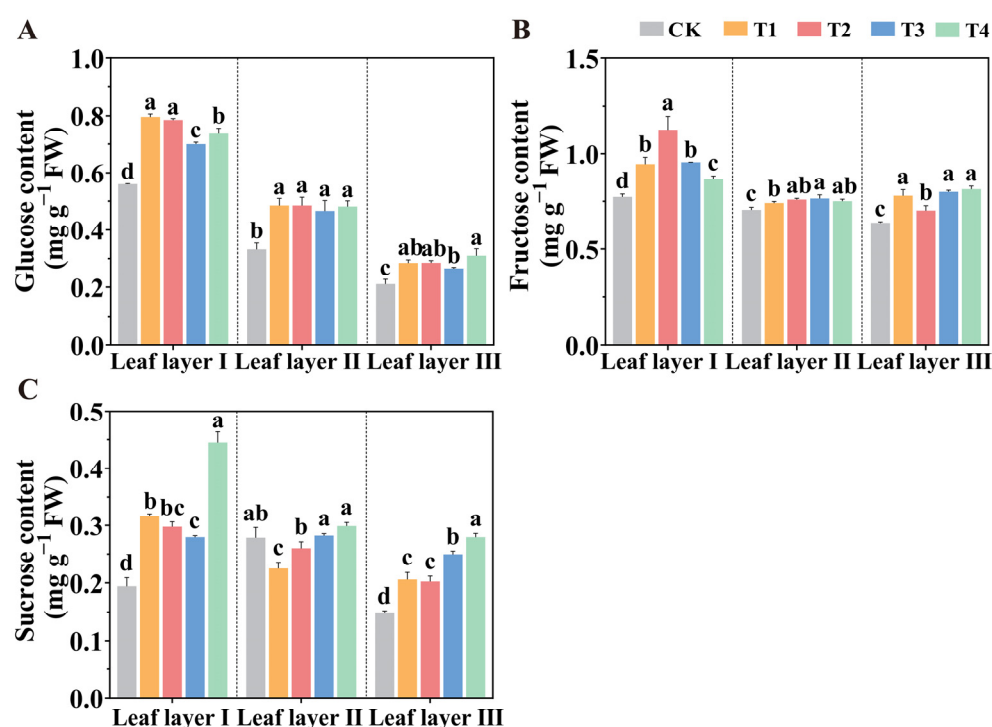 A
B
CK T1 T2 T3 T4
Glucose content
(mg g⁻¹ FW)
1.0
0.8
0.6
0.4
0.2
0.0
d a a c b
b a a a a
c ab ab b a
Leaf layer I Leaf layer II Leaf layer III
Fructose content
(mg g⁻¹ FW)
1.5
1.0
0.5
0.0
d b a b c
c b ab a ab
c a b a a
Leaf layer I Leaf layer II Leaf layer III
C
Sucrose content
(mg g⁻¹ FW)
0.5
0.4
0.3
0.2
0.1
0.0
d b bc c a
ab c b a a
d c c b a
Leaf layer I Leaf layer II Leaf layer III